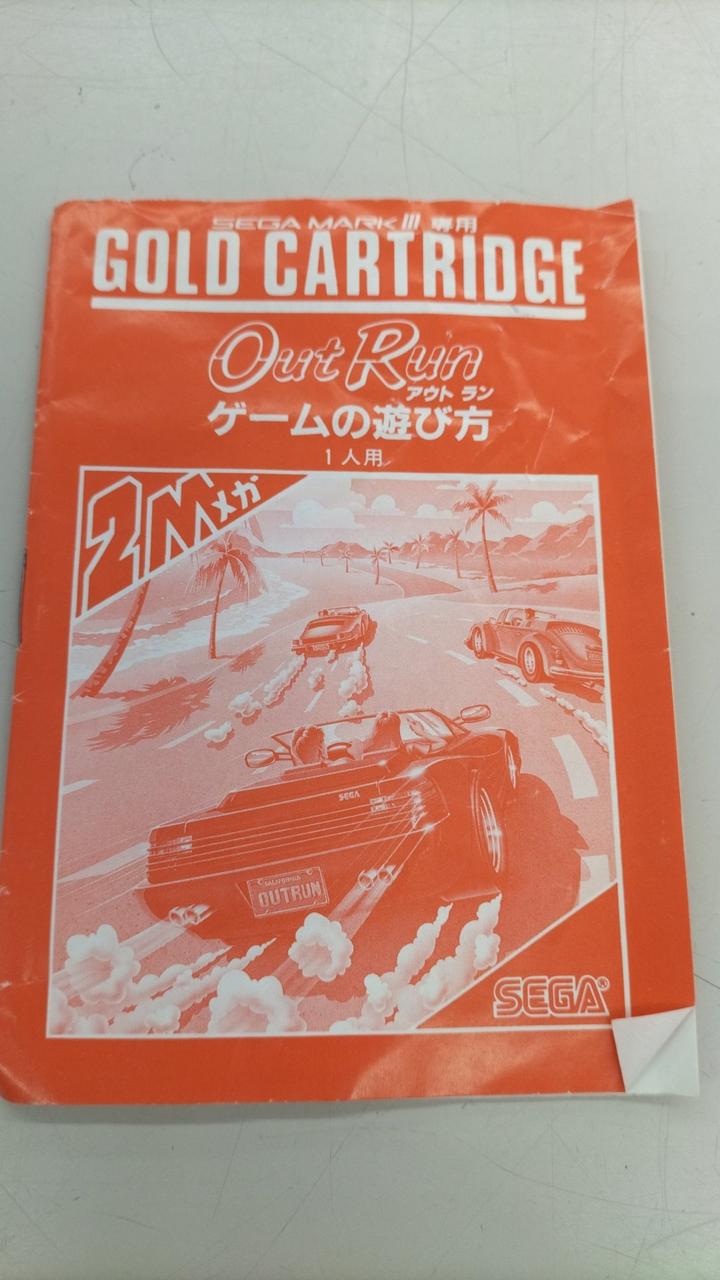 SEGA MARK III 専用
GOLD CARTRIDGE
Out Run
アウト ラン
ゲームの遊び方
1人用
2Mメガ
SEGA
CALIFORNIA
OUTRUN
SEGA®